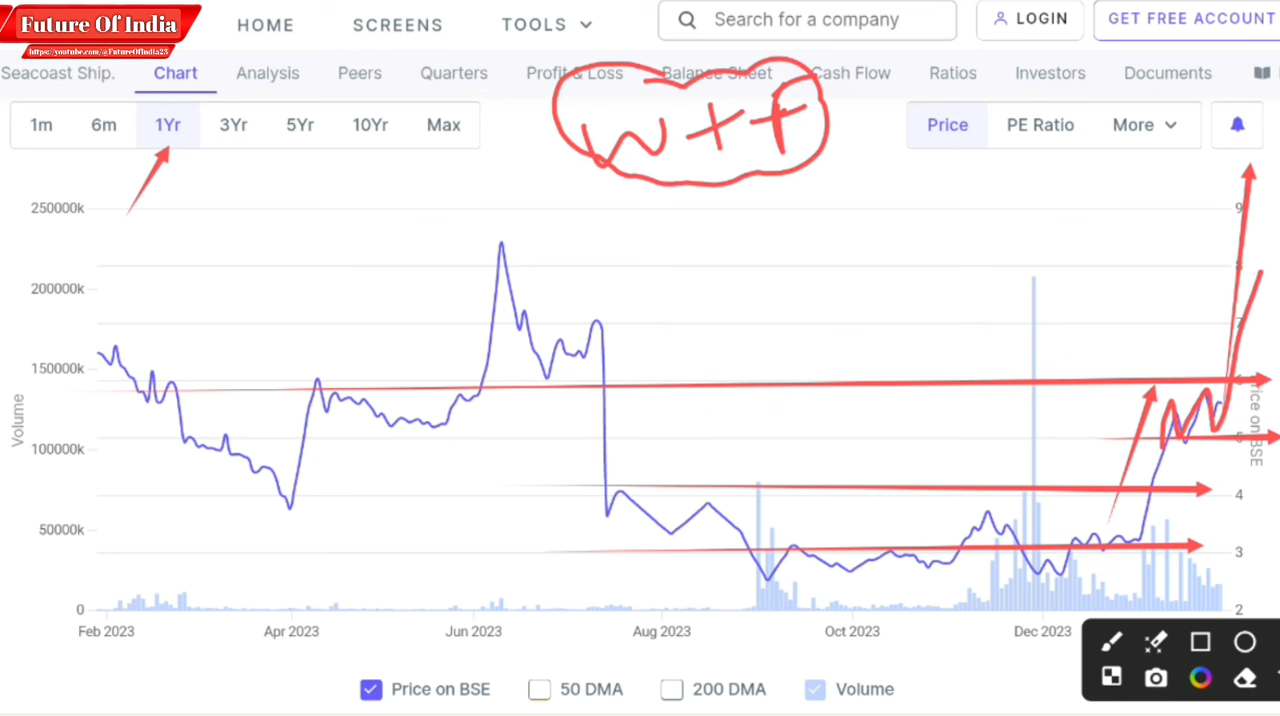 Future Of India
https://youtube.com/@FutureOfIndia23
HOME SCREENS TOOLS
Search for a company
LOGIN
GET FREE ACCOUNT
Seacoast Ship. Chart Analysis Peers Quarters Profit & Loss Balance Sheet Cash Flow Ratios Investors Documents
1m 6m 1Yr 3Yr 5Yr 10Yr Max
W + F
Price PE Ratio More
250000k 9
200000k 8
7
150000k 6
100000k 5
4
50000k 3
0 2
Volume
Price on BSE
Feb 2023 Apr 2023 Jun 2023 Aug 2023 Oct 2023 Dec 2023
Price on BSE 50 DMA 200 DMA Volume